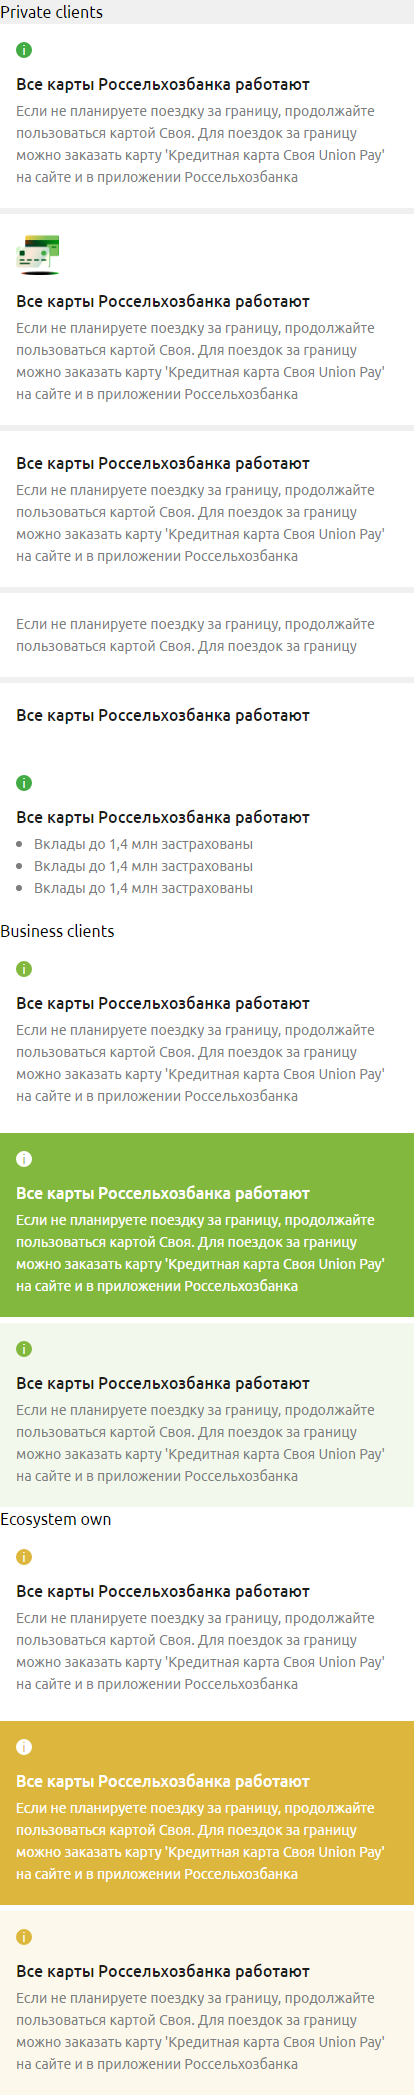 Private clients
Все карты Россельхозбанка работают
Если не планируете поездку за границу, продолжайте
пользоваться картой Своя. Для поездок за границу
можно заказать карту 'Кредитная карта Своя Union Pay'
на сайте и в приложении Россельхозбанка
Все карты Россельхозбанка работают
Если не планируете поездку за границу, продолжайте
пользоваться картой Своя. Для поездок за границу
можно заказать карту 'Кредитная карта Своя Union Pay'
на сайте и в приложении Россельхозбанка
Все карты Россельхозбанка работают
Если не планируете поездку за границу, продолжайте
пользоваться картой Своя. Для поездок за границу
можно заказать карту 'Кредитная карта Своя Union Pay'
на сайте и в приложении Россельхозбанка
Если не планируете поездку за границу, продолжайте
пользоваться картой Своя. Для поездок за границу
Все карты Россельхозбанка работают
Все карты Россельхозбанка работают
Вклады до 1,4 млн застрахованы
Вклады до 1,4 млн застрахованы
Вклады до 1,4 млн застрахованы
Business clients
Все карты Россельхозбанка работают
Если не планируете поездку за границу, продолжайте
пользоваться картой Своя. Для поездок за границу
можно заказать карту 'Кредитная карта Своя Union Pay'
на сайте и в приложении Россельхозбанка
Все карты Россельхозбанка работают
Если не планируете поездку за границу, продолжайте
пользоваться картой Своя. Для поездок за границу
можно заказать карту 'Кредитная карта Своя Union Pay'
на сайте и в приложении Россельхозбанка
Все карты Россельхозбанка работают
Если не планируете поездку за границу, продолжайте
пользоваться картой Своя. Для поездок за границу
можно заказать карту 'Кредитная карта Своя Union Pay'
на сайте и в приложении Россельхозбанка
Ecosystem own
Все карты Россельхозбанка работают
Если не планируете поездку за границу, продолжайте
пользоваться картой Своя. Для поездок за границу
можно заказать карту 'Кредитная карта Своя Union Pay'
на сайте и в приложении Россельхозбанка
Все карты Россельхозбанка работают
Если не планируете поездку за границу, продолжайте
пользоваться картой Своя. Для поездок за границу
можно заказать карту 'Кредитная карта Своя Union Pay'
на сайте и в приложении Россельхозбанка
Все карты Россельхозбанка работают
Если не планируете поездку за границу, продолжайте
пользоваться картой Своя. Для поездок за границу
можно заказать карту 'Кредитная карта Своя Union Pay'
на сайте и в приложении Россельхозбанка